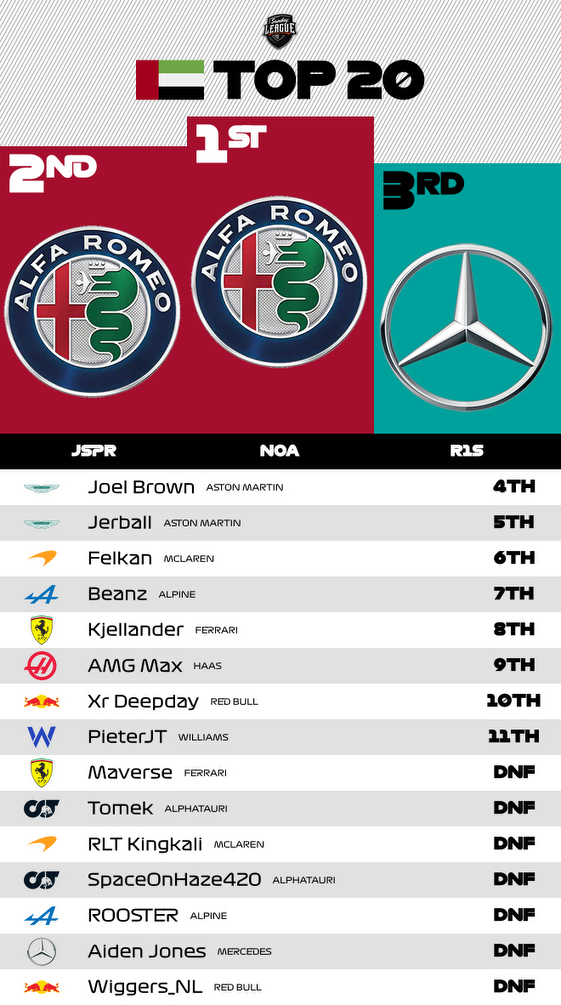 Sunday
LEAGUE
TOP 20
2ND
1ST
3RD
ALFA ROMEO
ALFA ROMEO
JSPR NOA R1S
Joel Brown ASTON MARTIN 4TH
Jerball ASTON MARTIN 5TH
Felkan MCLAREN 6TH
Beanz ALPINE 7TH
Kjellander FERRARI 8TH
AMG Max HAAS 9TH
Xr Deepday RED BULL 10TH
PieterJT WILLIAMS 11TH
Maverse FERRARI DNF
Tomek ALPHATAURI DNF
RLT Kingkali MCLAREN DNF
SpaceOnHaze420 ALPHATAURI DNF
ROOSTER ALPINE DNF
Aiden Jones MERCEDES DNF
Wiggers_NL RED BULL DNF